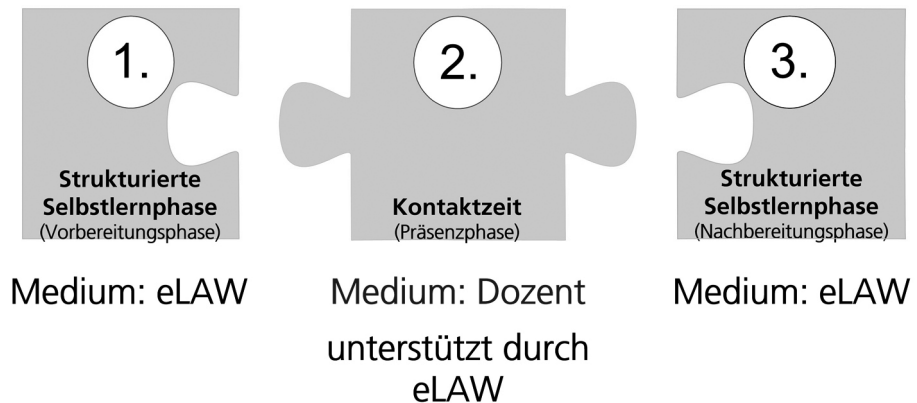 1.
Strukturierte
Selbstlernphase
(Vorbereitungsphase)
Medium: eLAW
2.
Kontaktzeit
(Präsenzphase)
Medium: Dozent
unterstützt durch
eLAW
3.
Strukturierte
Selbstlernphase
(Nachbereitungsphase)
Medium: eLAW